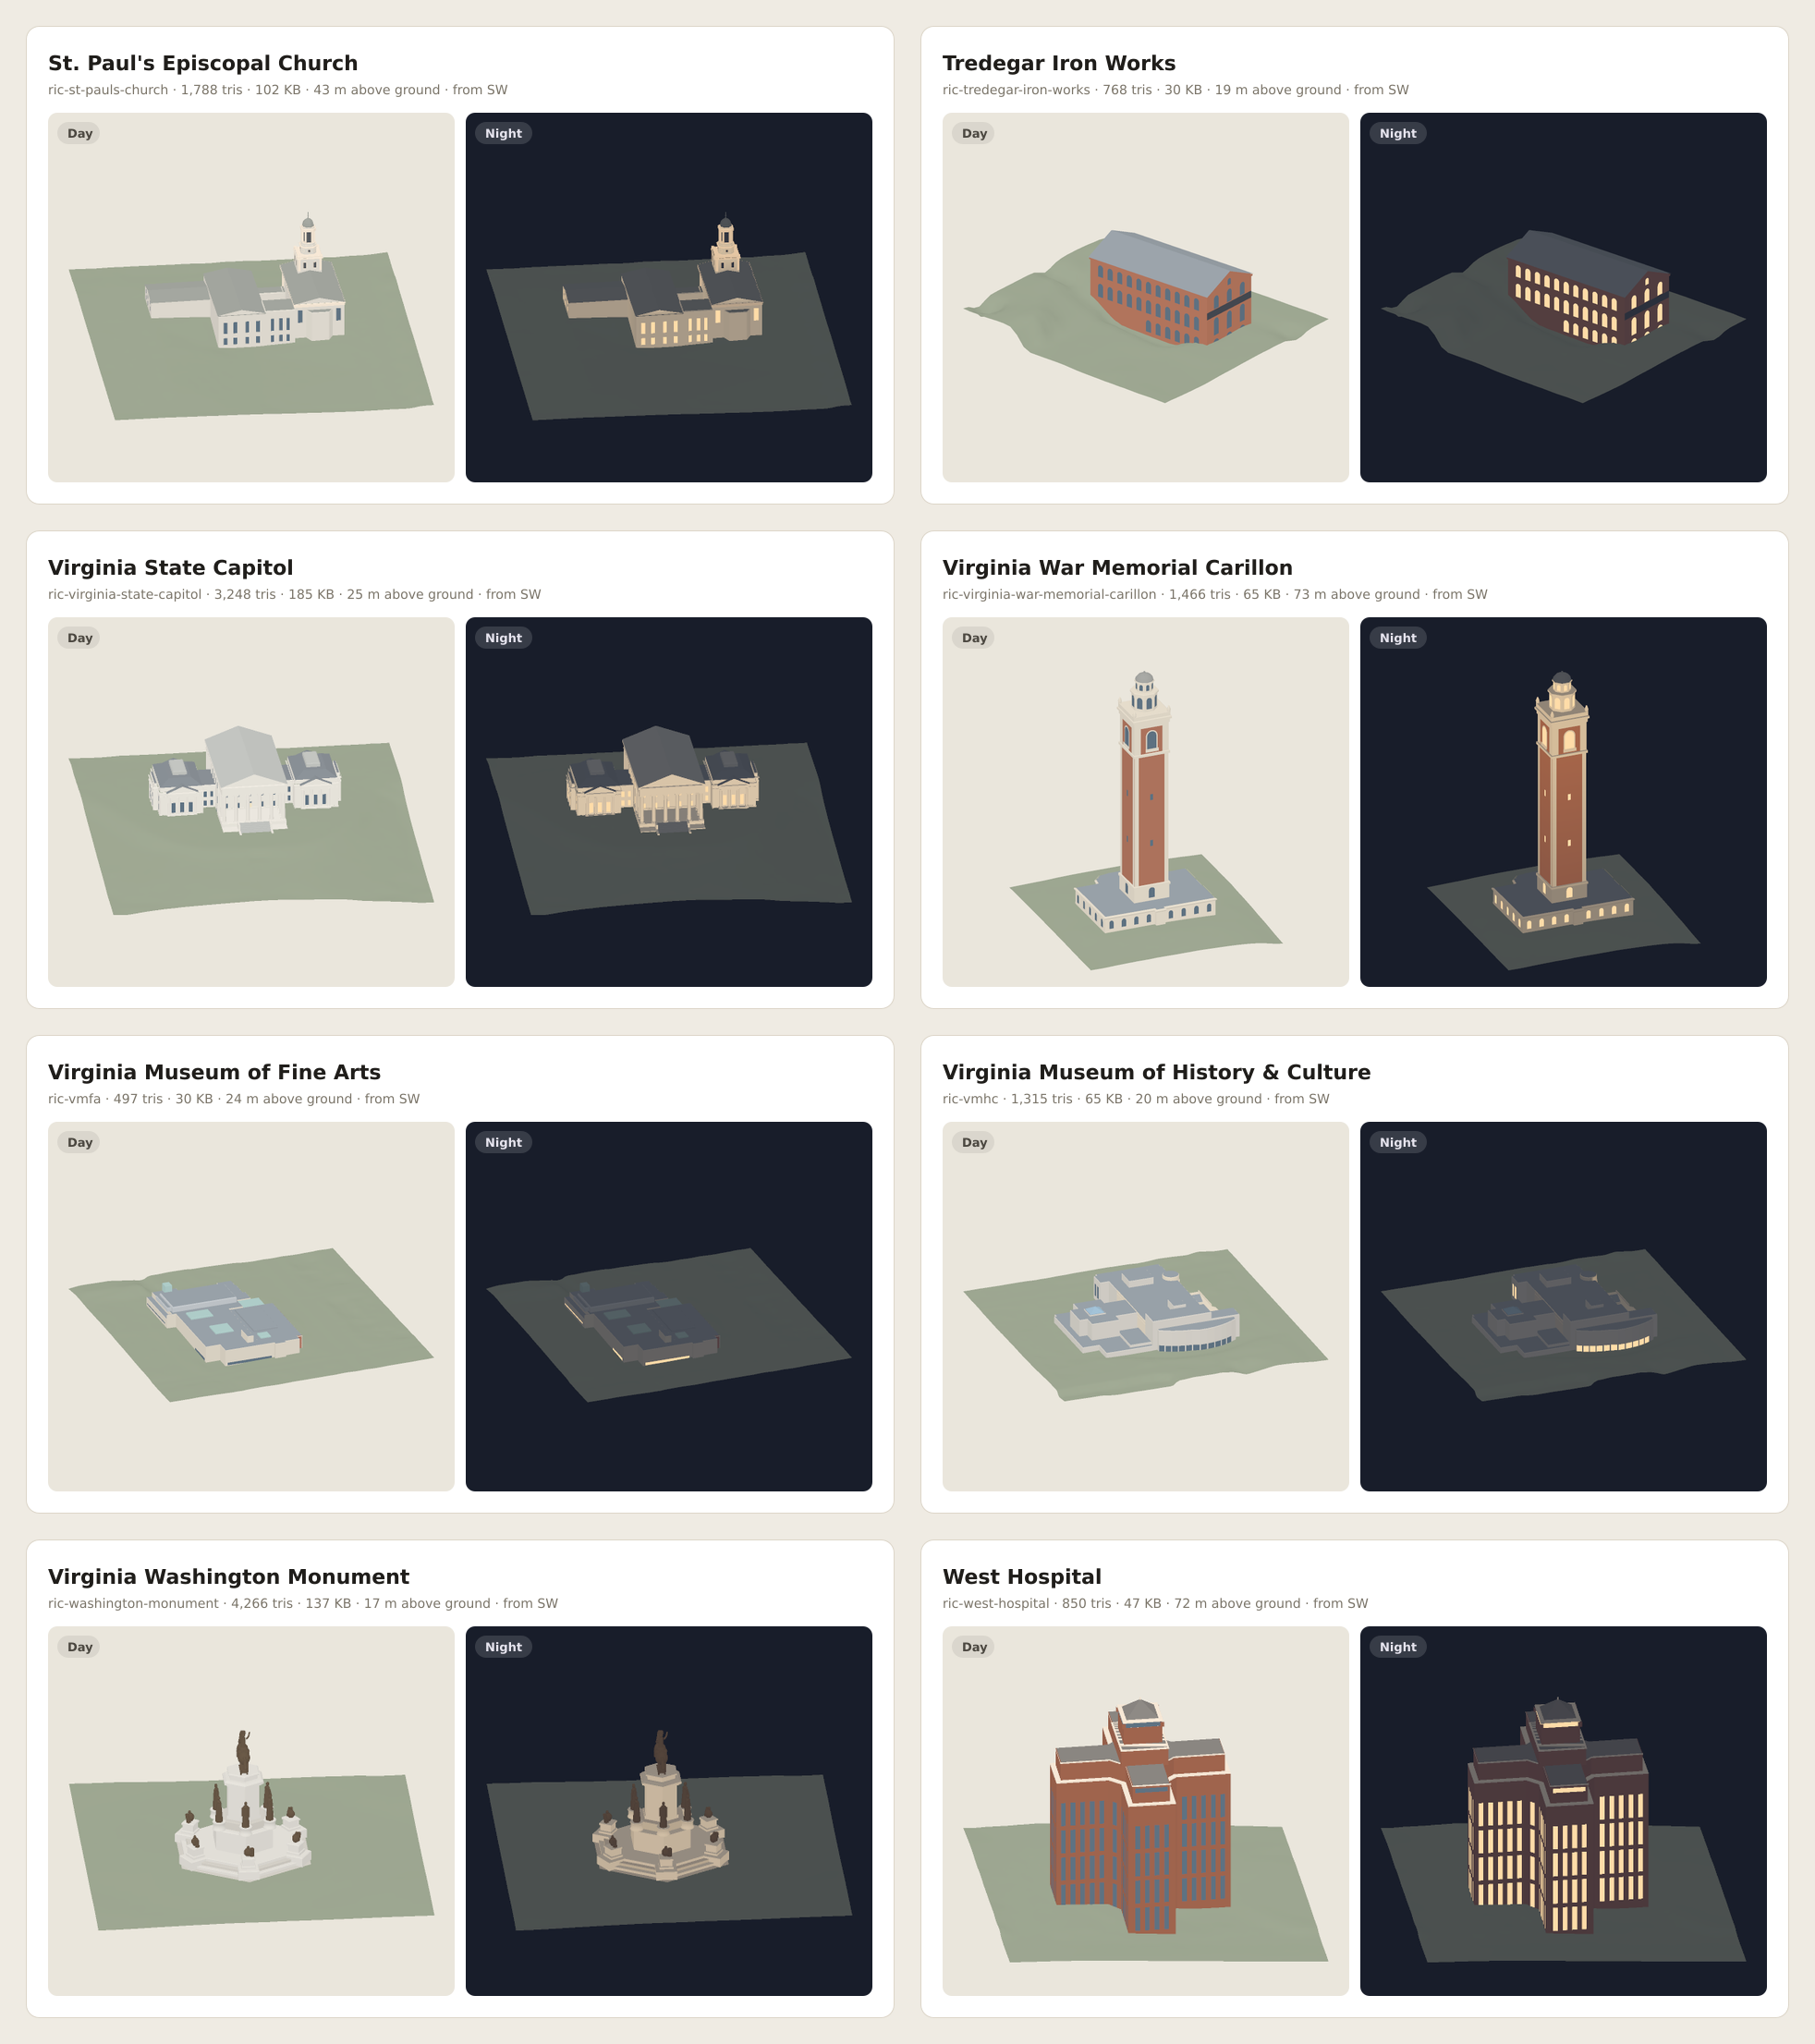 St. Paul's Episcopal Church
ric-st-pauls-church · 1,788 tris · 102 KB · 43 m above ground · from SW
Day
Night
Tredegar Iron Works
ric-tredegar-iron-works · 768 tris · 30 KB · 19 m above ground · from SW
Day
Night
Virginia State Capitol
ric-virginia-state-capitol · 3,248 tris · 185 KB · 25 m above ground · from SW
Day
Night
Virginia War Memorial Carillon
ric-virginia-war-memorial-carillon · 1,466 tris · 65 KB · 73 m above ground · from SW
Day
Night
Virginia Museum of Fine Arts
ric-vmfa · 497 tris · 30 KB · 24 m above ground · from SW
Day
Night
Virginia Museum of History & Culture
ric-vmhc · 1,315 tris · 65 KB · 20 m above ground · from SW
Day
Night
Virginia Washington Monument
ric-washington-monument · 4,266 tris · 137 KB · 17 m above ground · from SW
Day
Night
West Hospital
ric-west-hospital · 850 tris · 47 KB · 72 m above ground · from SW
Day
Night